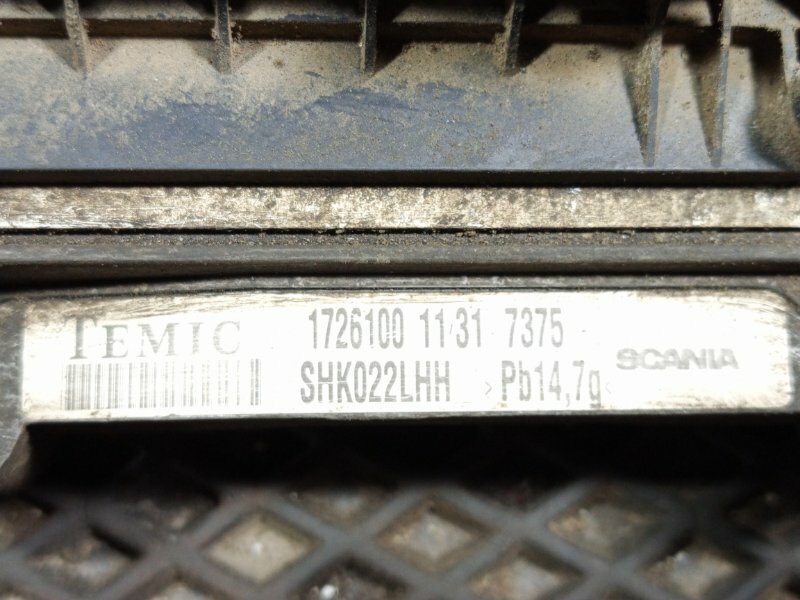 TEMIC 1726100 11/31 7375
SHK022LHH >Pb14,7g< SCANIA